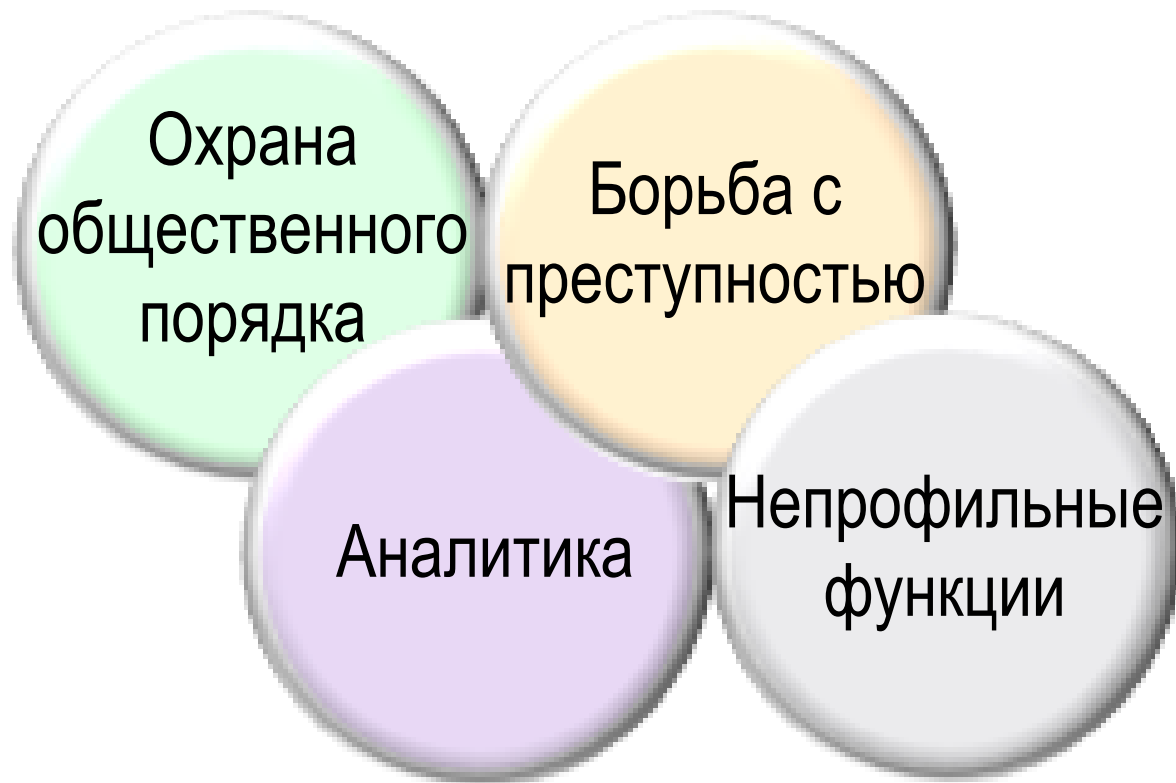 Охрана
общественного
порядка
Борьба с
преступностью
Аналитика
Непрофильные
функции